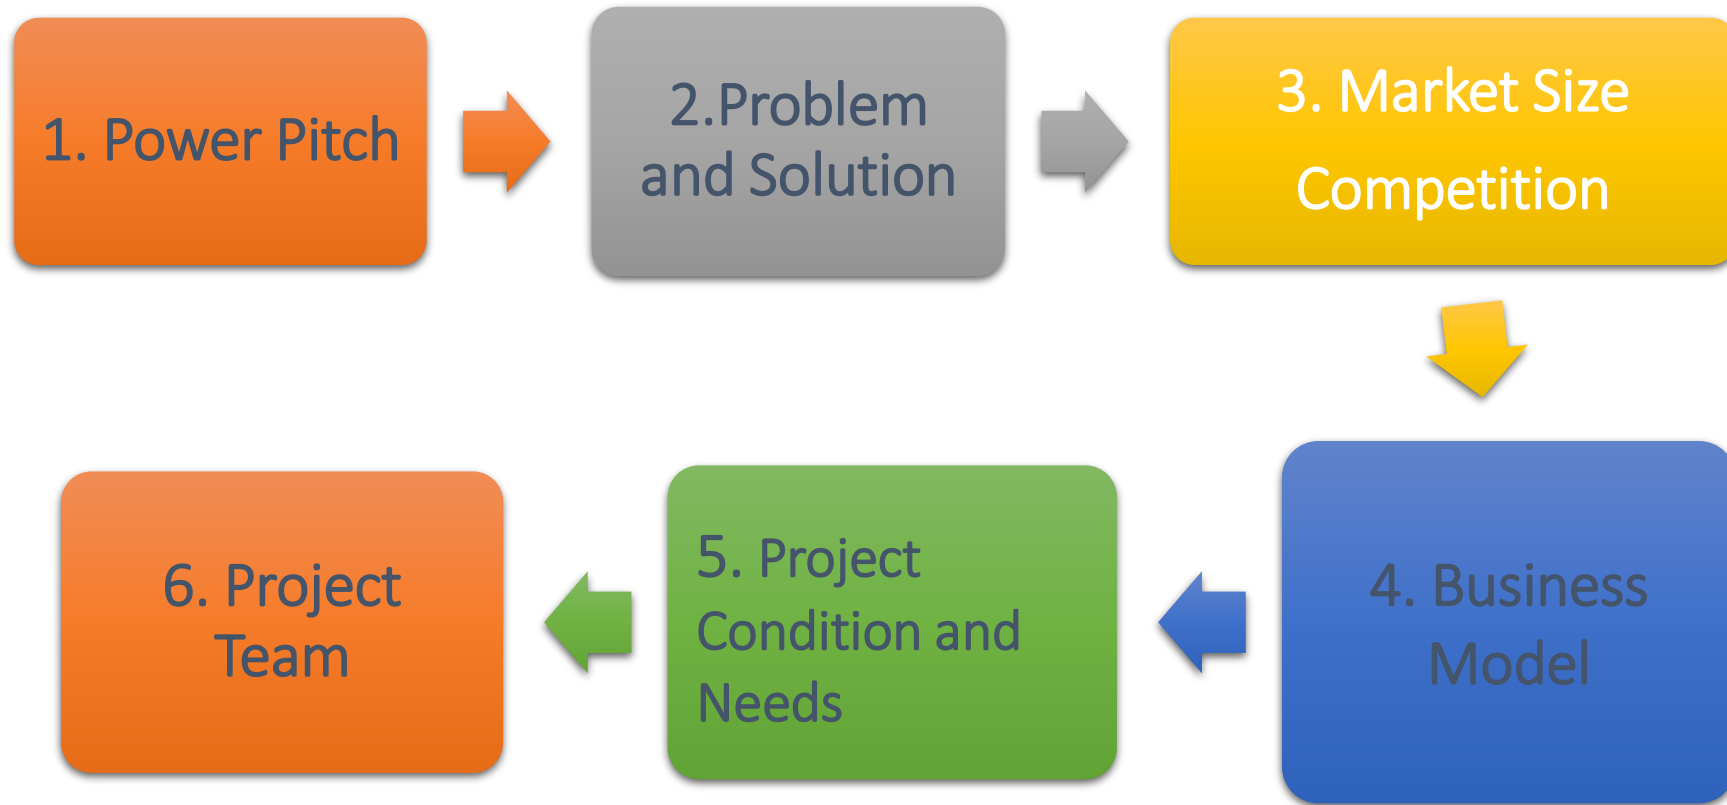 1. Power Pitch
2.Problem
and Solution
3. Market Size
Competition
4. Business
Model
5. Project
Condition and
Needs
6. Project
Team